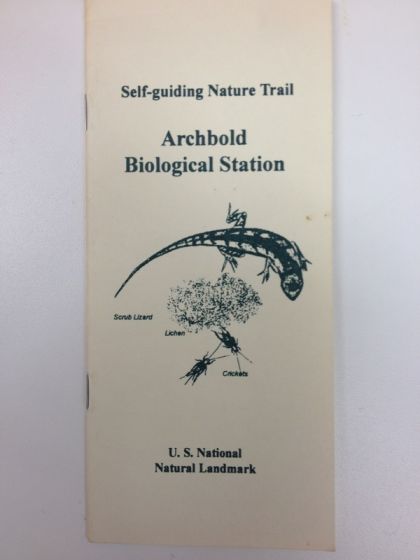 Self-guiding Nature Trail
Archbold
Biological Station
Scrub Lizard
Lichen
Crickets
U. S. National
Natural Landmark